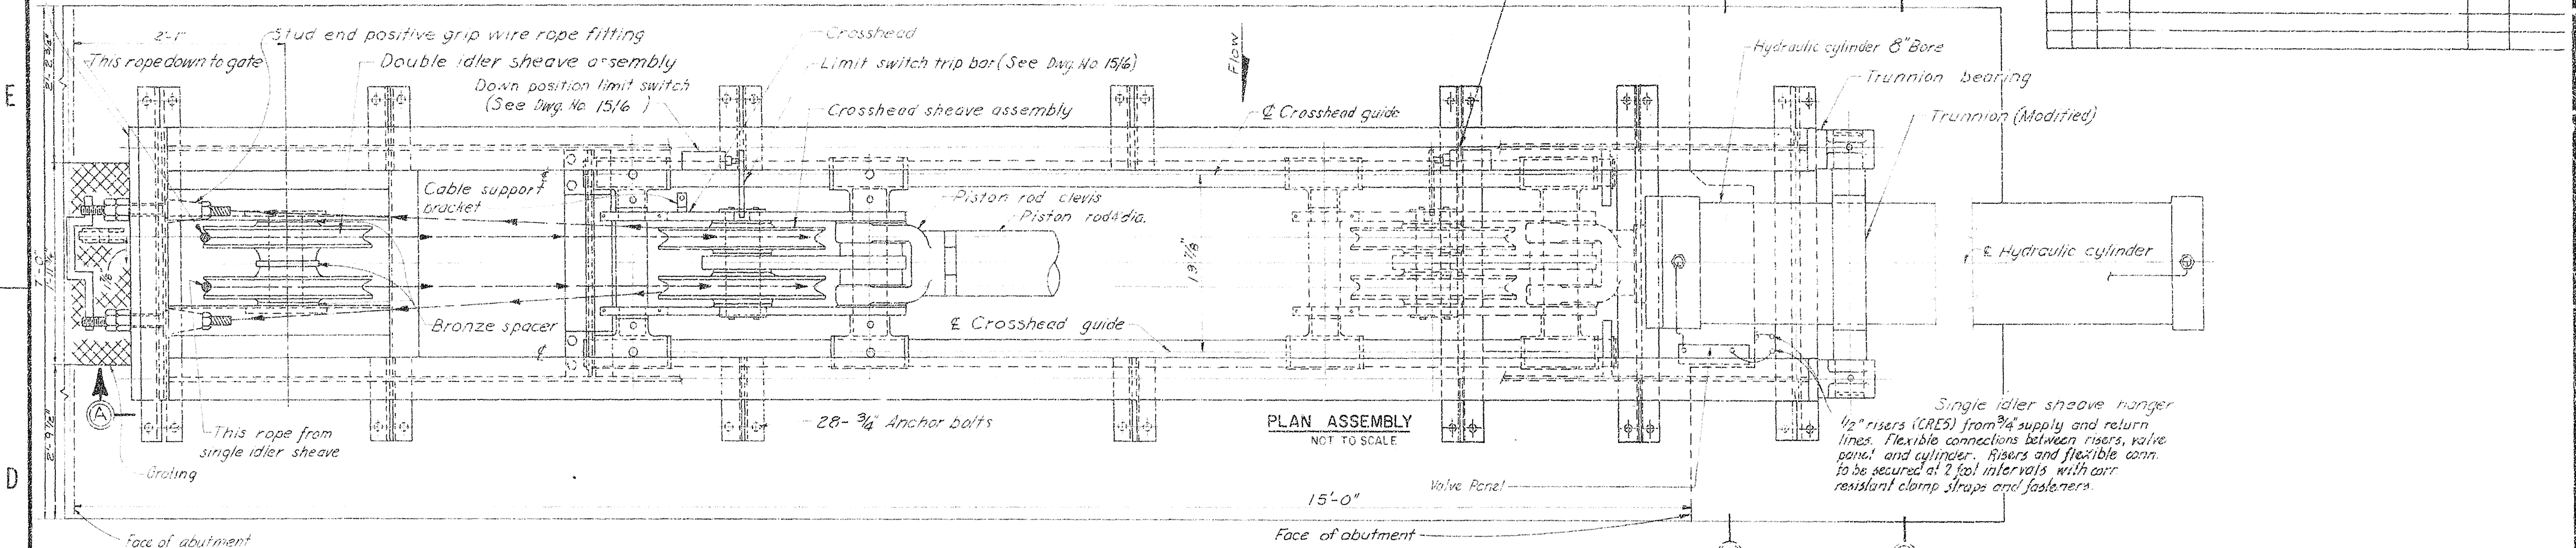 E
D
2'-1"
Stud end positive grip wire rope fitting
This rope down to gate
Double idler sheave assembly
Down position limit switch
(See Dwg. No. 1516 )
Crosshead
Limit switch trip bar (See Dwg. No 1516)
Crosshead sheave assembly
Flow
℄ Crosshead guide
Hydraulic cylinder 8" Bore
Trunnion bearing
Trunnion (Modified)
Cable support
bracket
Piston rod clevis
Piston rod 4" dia.
19 7/8"
7'-0"
℄ Hydraulic cylinder
Bronze spacer
℄ Crosshead guide
A
28- 3/4" Anchor bolts
PLAN ASSEMBLY
NOT TO SCALE
This rope from
single idler sheave
Grating
Single idler sheave hanger
1/2" risers (CRES) from 3/4" supply and return
lines. Flexible connections between risers, valve
panel and cylinder. Risers and flexible conn.
to be secured at 2 foot intervals with corr
resistant clamp straps and fasteners.
Valve Panel
15'-0"
Face of abutment
Face of abutment